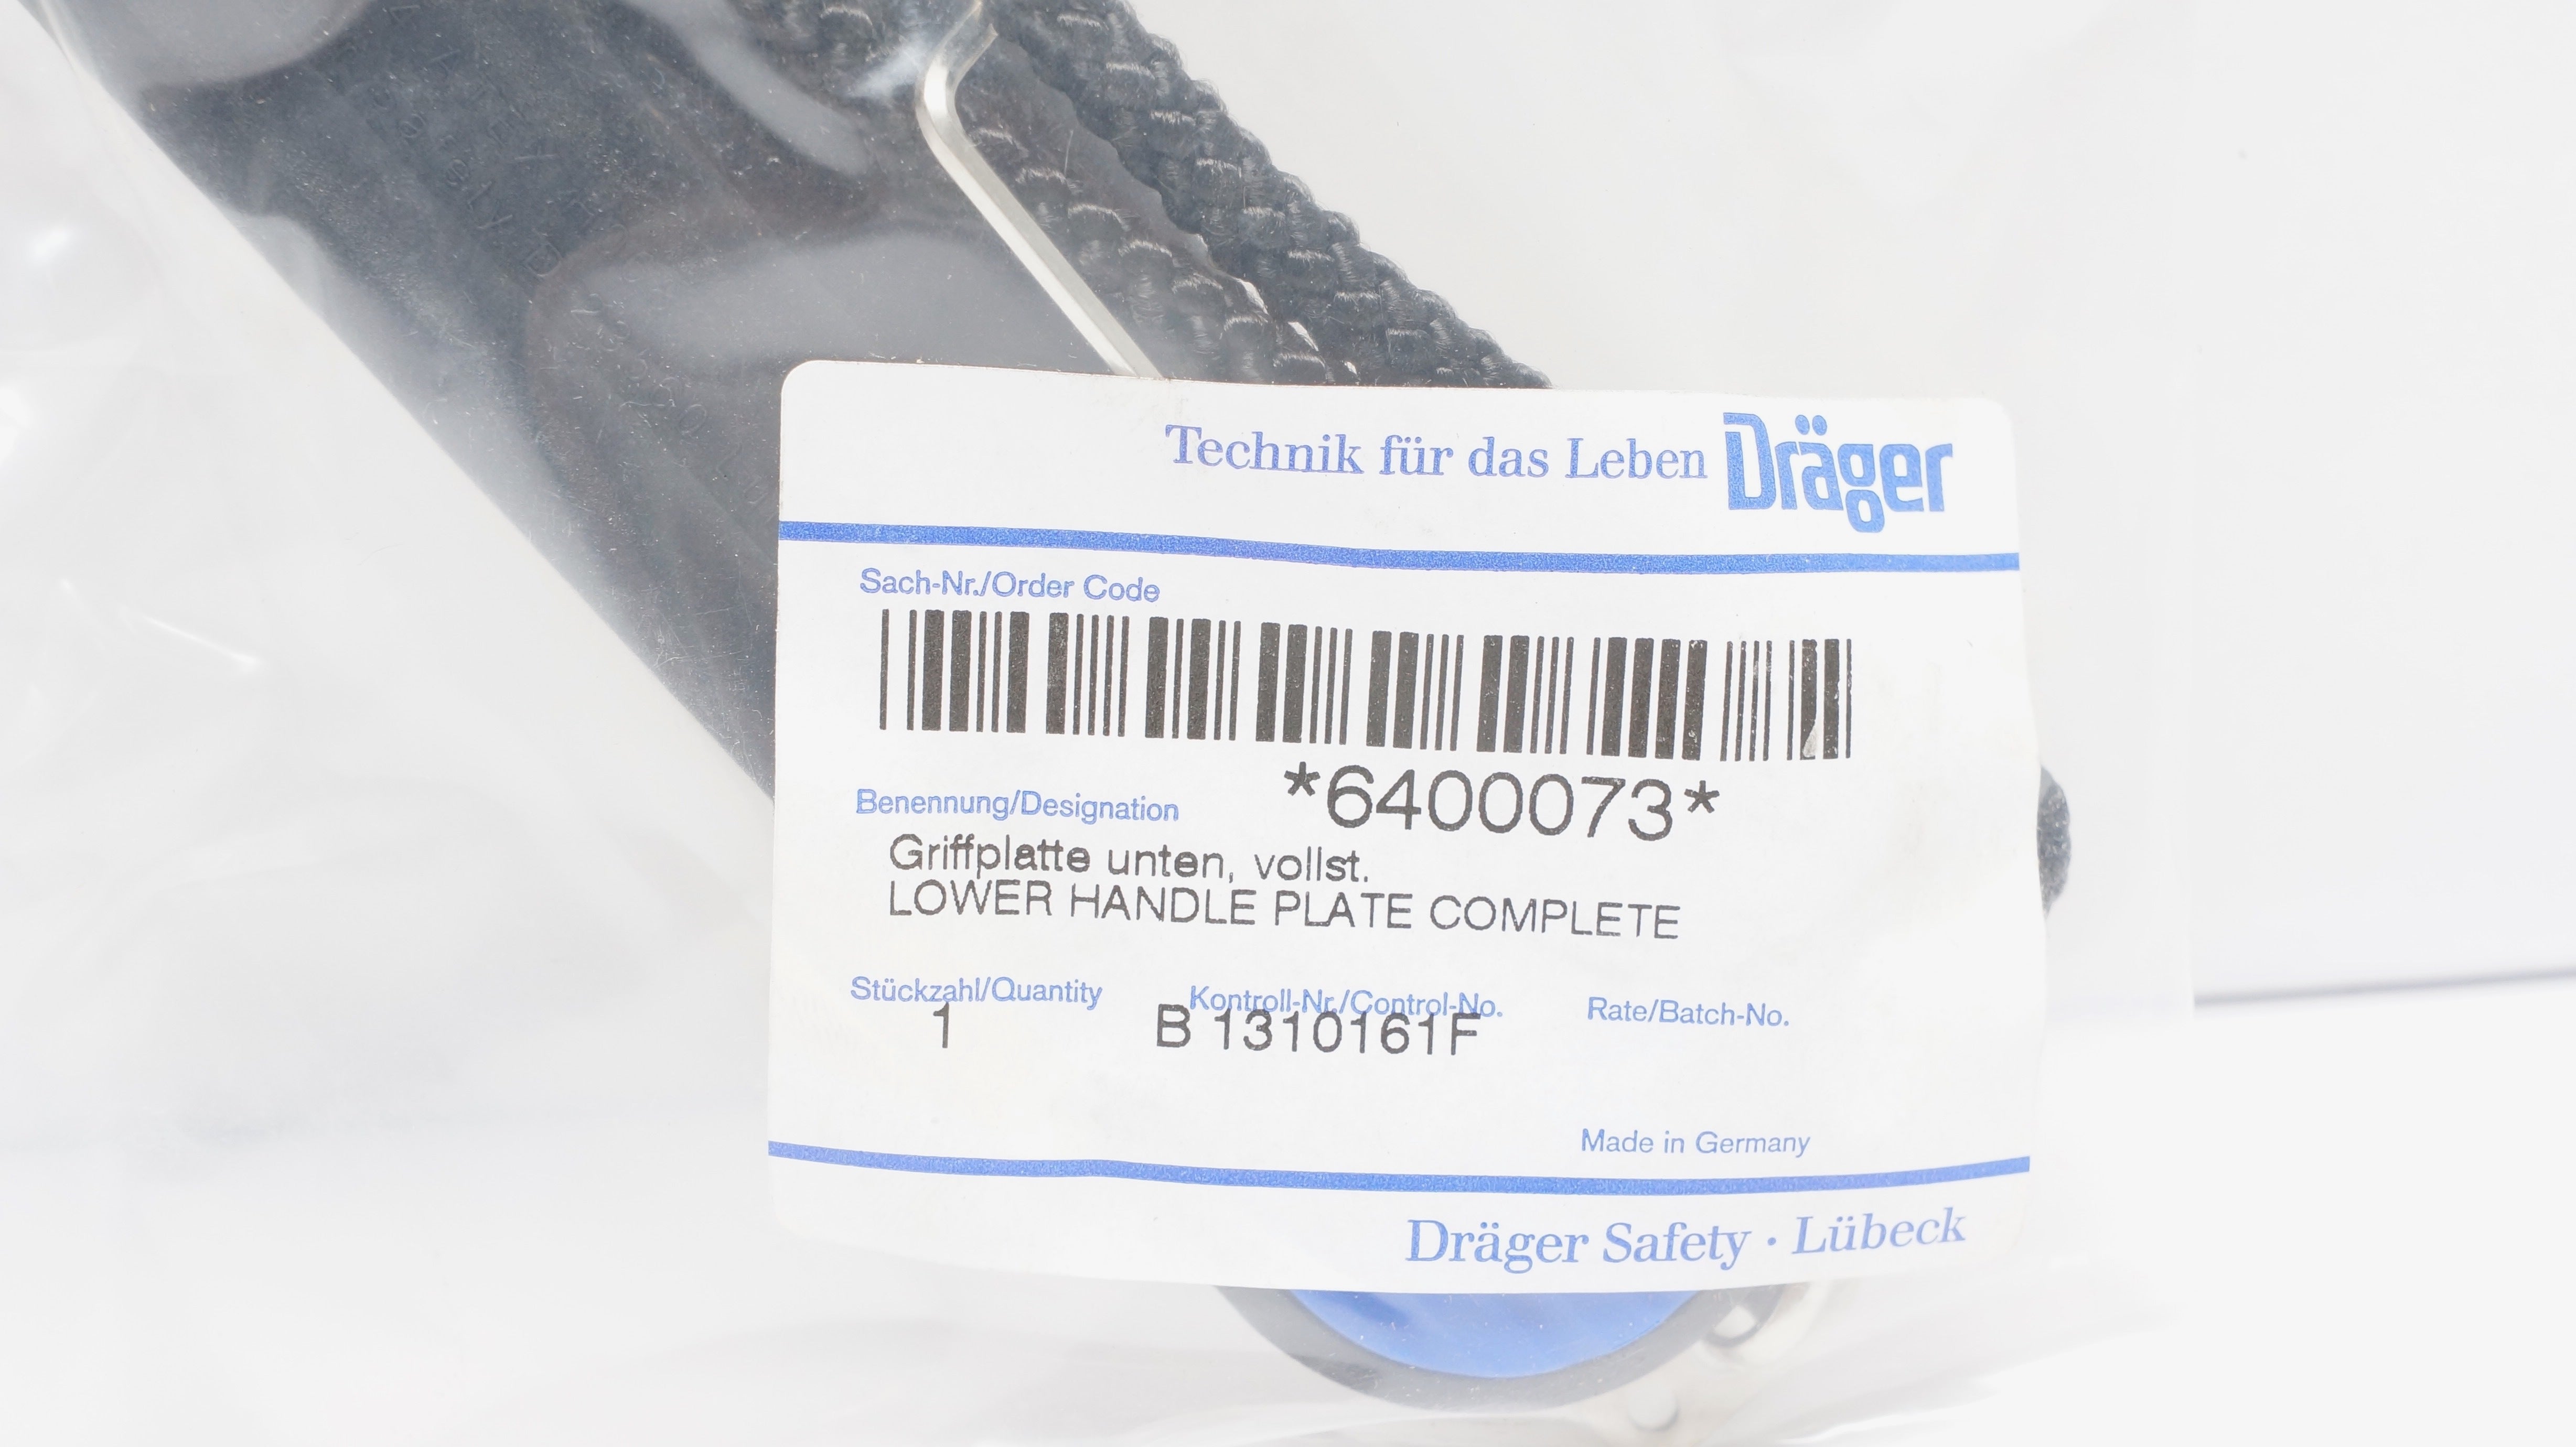 Technik für das Leben Dräger
Sach-Nr./Order Code
*6400073*
Benennung/Designation
Griffplatte unten, vollst.
LOWER HANDLE PLATE COMPLETE
Stückzahl/Quantity Kontroll-Nr./Control-No. Rate/Batch-No.
1 B 1310161F
Made in Germany
Dräger Safety · Lübeck